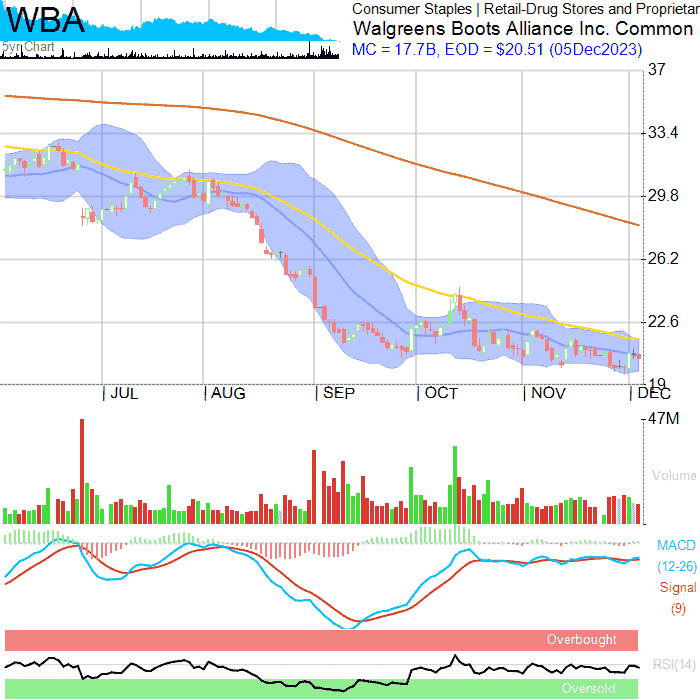 WBA
5yr Chart
Consumer Staples | Retail-Drug Stores and Proprietar
Walgreens Boots Alliance Inc. Common
MC = 17.7B, EOD = $20.51 (05Dec2023)
37
33.4
29.8
26.2
22.6
19
JUL AUG SEP OCT NOV DEC
47M
Volume
MACD
(12-26)
Signal
(9)
Overbought
RSI(14)
Oversold